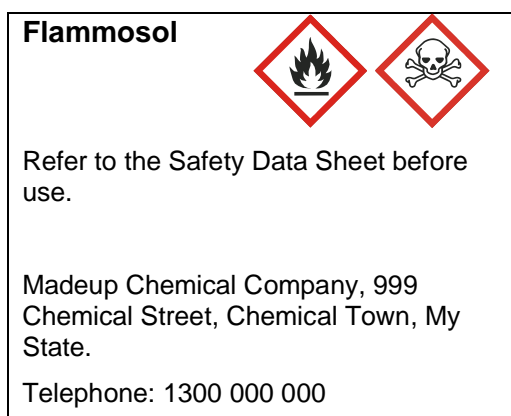 Flammosol
Refer to the Safety Data Sheet before
use.
Madeup Chemical Company, 999
Chemical Street, Chemical Town, My
State.
Telephone: 1300 000 000